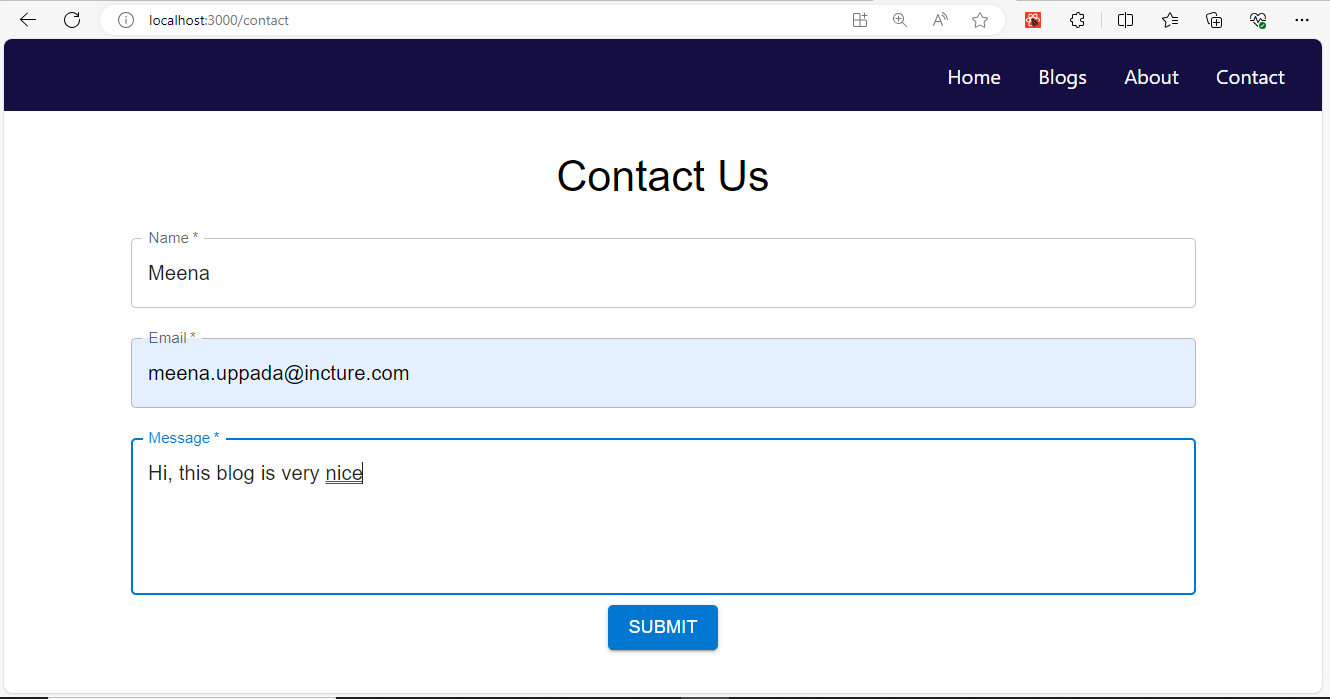 localhost:3000/contact
Home Blogs About Contact
Contact Us
Name *
Meena
Email *
meena.uppada@incture.com
Message *
Hi, this blog is very nice
SUBMIT